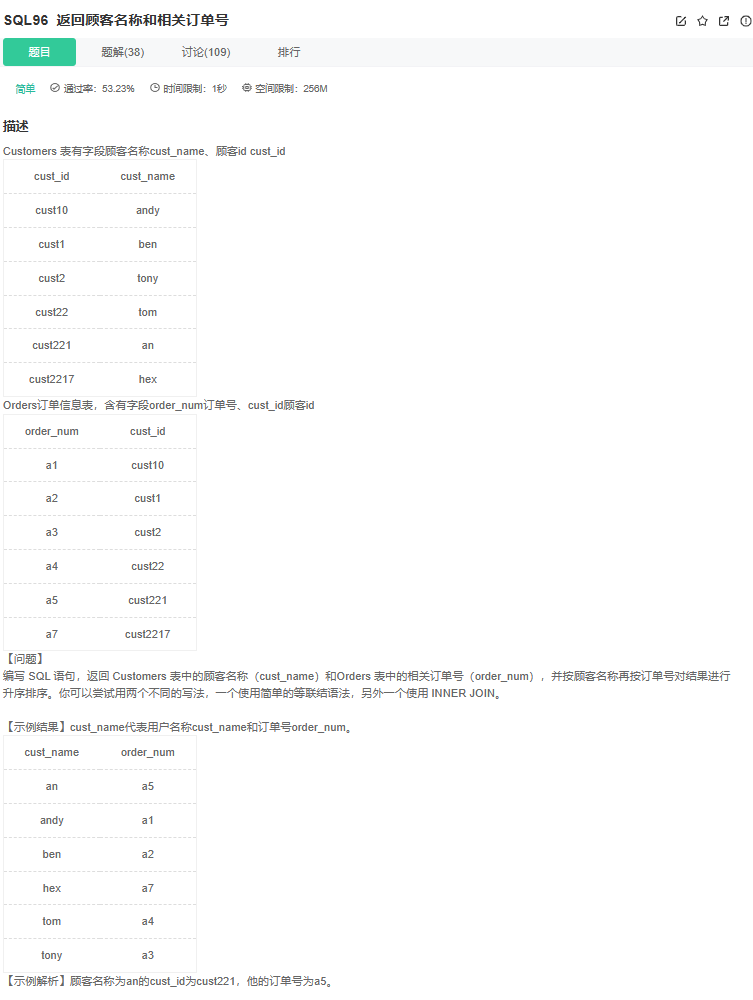 SQL96 返回顾客名称和相关订单号
题目 题解(38) 讨论(109) 排行
简单 通过率：53.23% 时间限制：1秒 空间限制：256M
描述
Customers 表有字段顾客名称cust_name、顾客id cust_id
cust_id cust_name
cust10 andy
cust1 ben
cust2 tony
cust22 tom
cust221 an
cust2217 hex
Orders订单信息表，含有字段order_num订单号、cust_id顾客id
order_num cust_id
a1 cust10
a2 cust1
a3 cust2
a4 cust22
a5 cust221
a7 cust2217
【问题】
编写 SQL 语句，返回 Customers 表中的顾客名称（cust_name）和Orders 表中的相关订单号（order_num），并按顾客名称再按订单号对结果进行
升序排序。你可以尝试用两个不同的写法，一个使用简单的等联结语法，另外一个使用 INNER JOIN。
【示例结果】cust_name代表用户名称cust_name和订单号order_num。
cust_name order_num
an a5
andy a1
ben a2
hex a7
tom a4
tony a3
【示例解析】顾客名称为an的cust_id为cust221，他的订单号为a5。